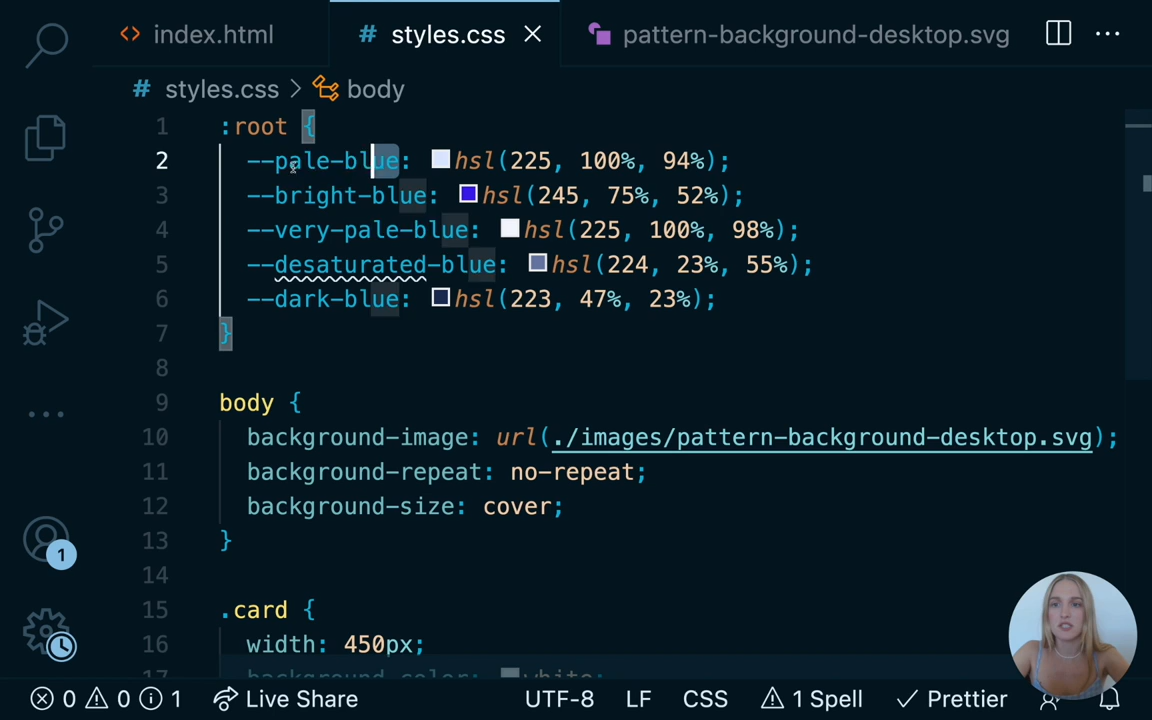 index.html
# styles.css
pattern-background-desktop.svg
# styles.css > body
1 :root {
2 --pale-blue: hsl(225, 100%, 94%);
3 --bright-blue: hsl(245, 75%, 52%);
4 --very-pale-blue: hsl(225, 100%, 98%);
5 --desaturated-blue: hsl(224, 23%, 55%);
6 --dark-blue: hsl(223, 47%, 23%);
7 }
8
9 body {
10 background-image: url(./images/pattern-background-desktop.svg);
11 background-repeat: no-repeat;
12 background-size: cover;
13 }
14
15 .card {
16 width: 450px;
17 background-color: white;
1
0 0 1 Live Share UTF-8 LF CSS 1 Spell Prettier